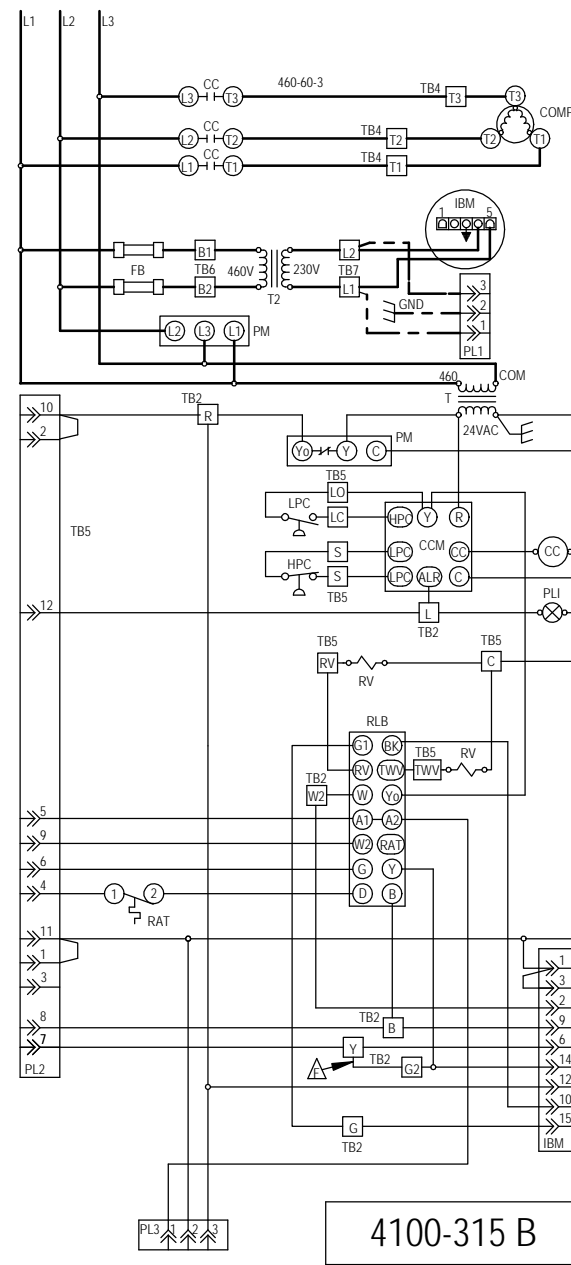 L1 L2 L3
L3 CC T3 460-60-3 TB4 T3 T3
COMP
L2 CC T2 TB4 T2 T2 T1
L1 CC T1 TB4 T1
IBM
1 5
FB B1 TB6 B2 460V T2 230V L2 TB7 L1
GND
3
2
1
PL1
L2 L3 L1 PM
460 COM
T
24VAC
10
2
TB2
R
Yo Y C PM
TB5
TB5
LO
LPC LC
HPC Y R
S
HPC S
TB5
LPC CCM CC
LPC ALR C
CC
12
L
TB2
PLI
TB5
RV
RV
TB5
C
RLB
G1 BK
RV TWV
TB5
TWV
RV
TB2
W2
W Yo
5
A1 A2
9
W2 RAT
6
G Y
4
1 2
RAT
D B
11
1
3
8
7
PL2
TB2 B
Y
F
TB2 G2
G
TB2
1
3
2
9
6
14
12
10
15
IBM
PL3 1 2 3
4100-315 B